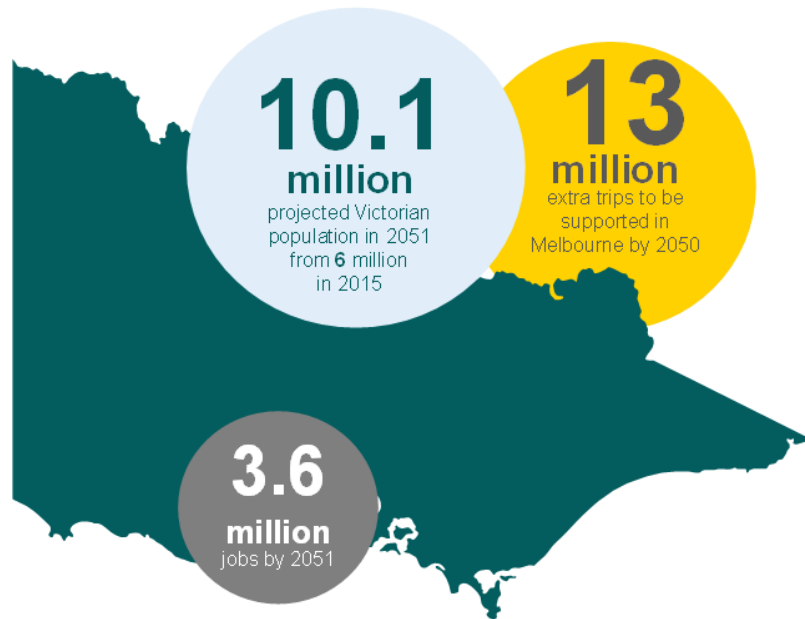 10.1
million
projected Victorian
population in 2051
from 6 million
in 2015
13
million
extra trips to be
supported in
Melbourne by 2050
3.6
million
jobs by 2051